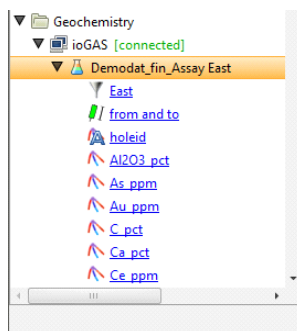 Geochemistry
ioGAS [connected]
Demodat_fin_Assay East
East
from and to
holeid
Al2O3_pct
As_ppm
Au_ppm
C_pct
Ca_pct
Ce_ppm